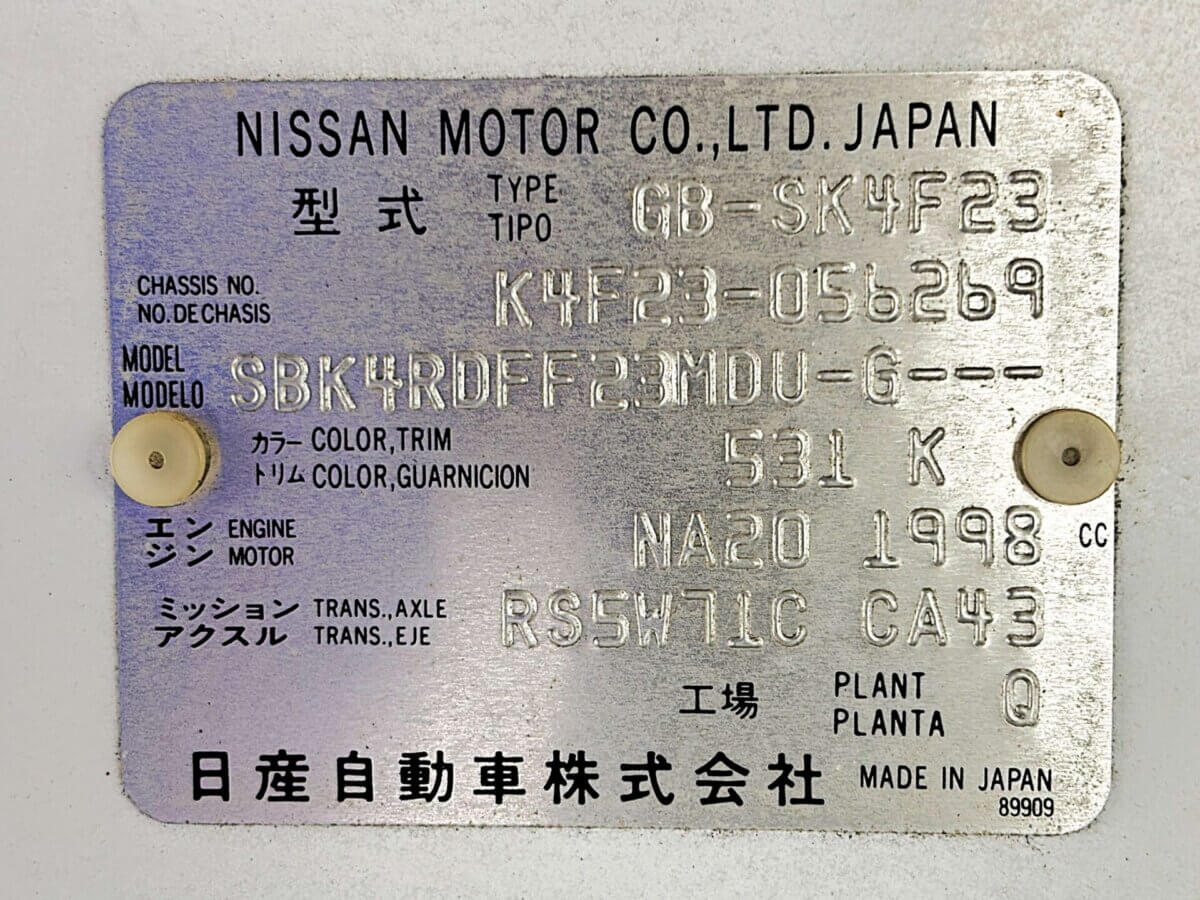 NISSAN MOTOR CO.,LTD. JAPAN
型式 TYPE GB-SK4F23
TIPO
CHASSIS NO. K4F23-056269
NO.DE CHASIS
MODEL SBK4RDFF23MDU-G---
MODELO
カラー COLOR,TRIM 531 K
トリム COLOR,GUARNICION
エン ENGINE NA20 1998 CC
ジン MOTOR
ミッション TRANS.,AXLE RS5W71C CA43
アクスル TRANS.,EJE
工場 PLANT Q
PLANTA
日産自動車株式会社 MADE IN JAPAN
89909